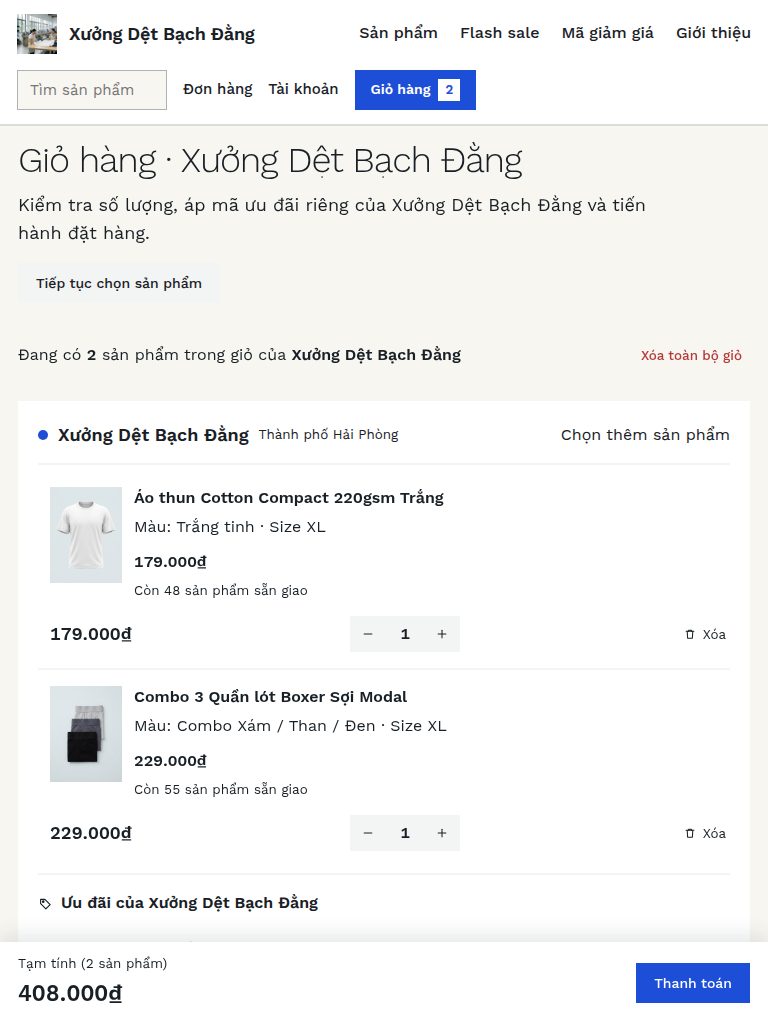 Xưởng Dệt Bạch Đằng
Sản phẩm Flash sale Mã giảm giá Giới thiệu
Tìm sản phẩm Đơn hàng Tài khoản Giỏ hàng 2
Giỏ hàng · Xưởng Dệt Bạch Đằng
Kiểm tra số lượng, áp mã ưu đãi riêng của Xưởng Dệt Bạch Đằng và tiến
hành đặt hàng.
Tiếp tục chọn sản phẩm
Đang có 2 sản phẩm trong giỏ của Xưởng Dệt Bạch Đằng
Xóa toàn bộ giỏ
Xưởng Dệt Bạch Đằng Thành phố Hải Phòng
Chọn thêm sản phẩm
Áo thun Cotton Compact 220gsm Trắng
Màu: Trắng tinh · Size XL
179.000₫
Còn 48 sản phẩm sẵn giao
179.000₫
− 1 +
Xóa
Combo 3 Quần lót Boxer Sợi Modal
Màu: Combo Xám / Than / Đen · Size XL
229.000₫
Còn 55 sản phẩm sẵn giao
229.000₫
− 1 +
Xóa
Ưu đãi của Xưởng Dệt Bạch Đằng
Tạm tính (2 sản phẩm)
408.000₫
Thanh toán